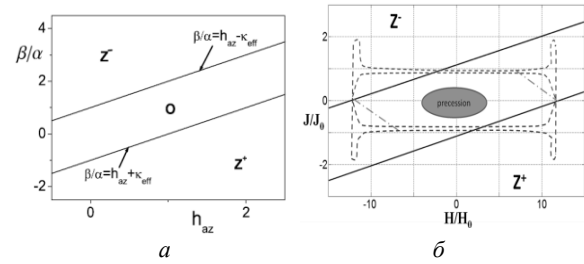 4
β/α
2
0
-2
Z⁻
β/α=h_az-κ_eff
O
Z⁺
β/α=h_az+κ_eff
0
2
h_az
а
Z⁻
2
J/J₀
0
-2
precession
Z⁺
-10
0
10
H/H₀
б